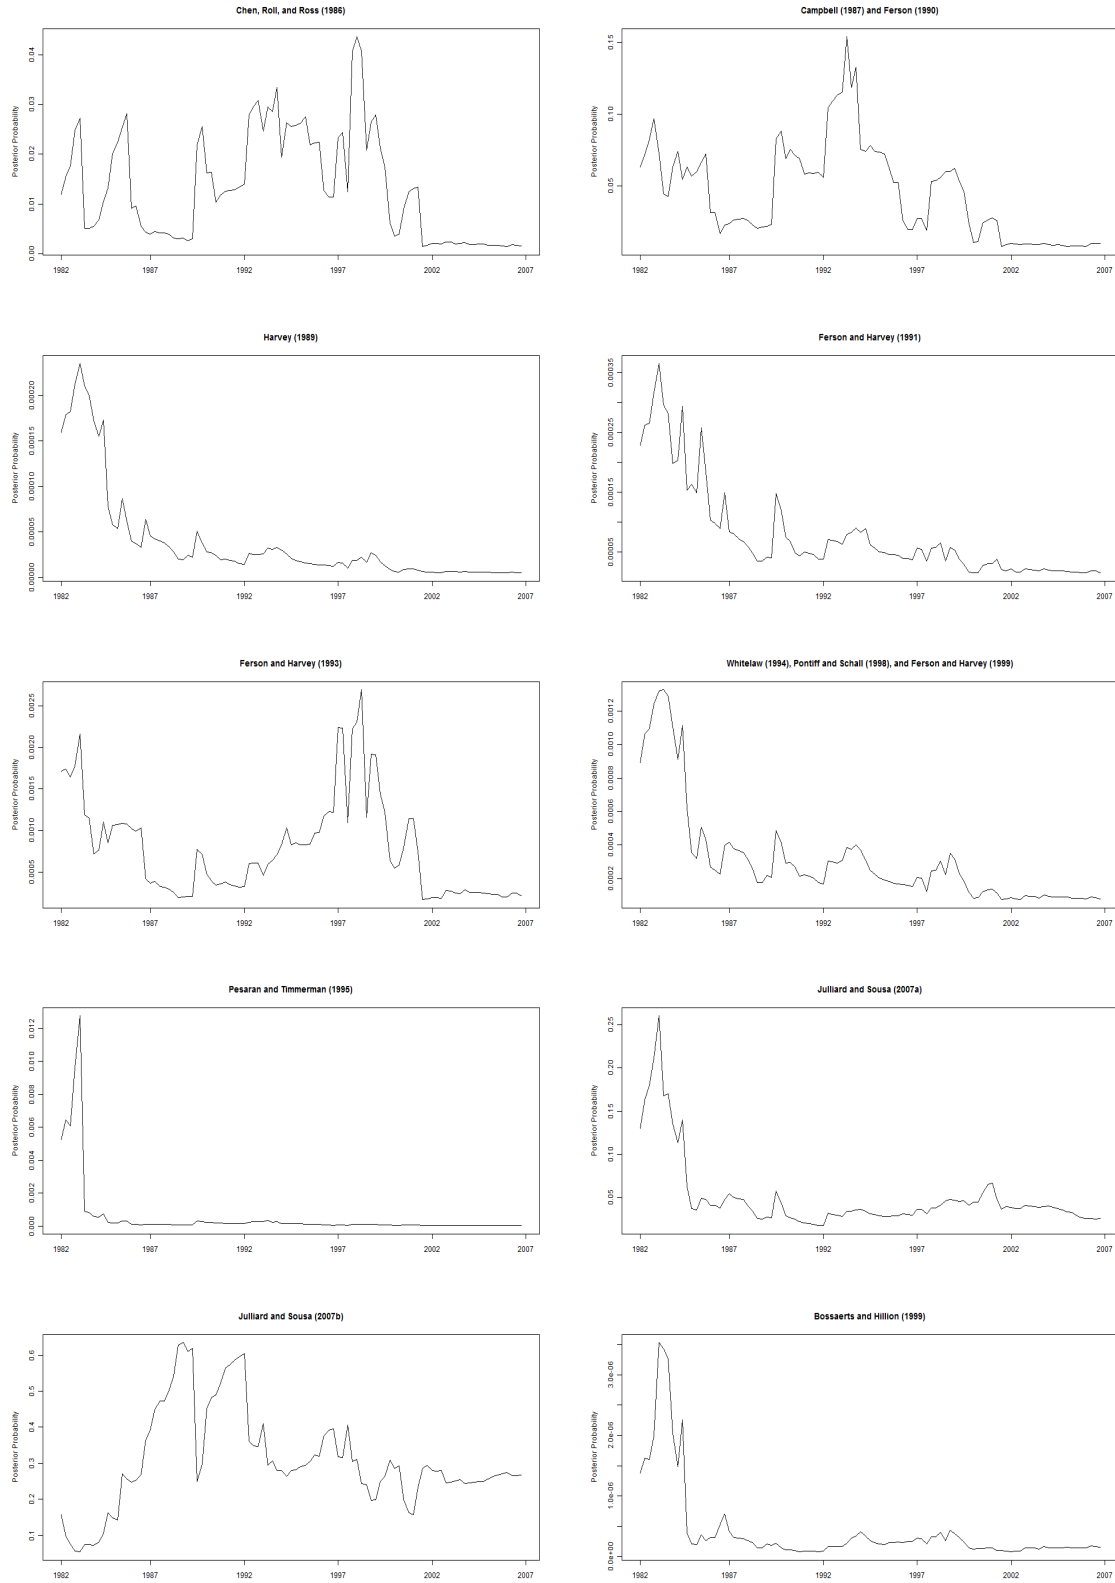 Chen, Roll, and Ross (1986)
Posterior Probability
0.04
0.03
0.02
0.01
0.00
1982 1987 1992 1997 2002 2007
Campbell (1987) and Ferson (1990)
Posterior Probability
0.15
0.10
0.05
1982 1987 1992 1997 2002 2007
Harvey (1989)
Posterior Probability
0.00020
0.00015
0.00010
0.00005
0.00000
1982 1987 1992 1997 2002 2007
Ferson and Harvey (1991)
Posterior Probability
0.00035
0.00025
0.00015
0.00005
1982 1987 1992 1997 2002 2007
Ferson and Harvey (1993)
Posterior Probability
0.0025
0.0020
0.0015
0.0010
0.0005
1982 1987 1992 1997 2002 2007
Whitelaw (1994), Pontiff and Schall (1998), and Ferson and Harvey (1999)
Posterior Probability
0.0012
0.0010
0.0008
0.0006
0.0004
0.0002
1982 1987 1992 1997 2002 2007
Pesaran and Timmerman (1995)
Posterior Probability
0.012
0.010
0.008
0.006
0.004
0.002
0.000
1982 1987 1992 1997 2002 2007
Julliard and Sousa (2007a)
Posterior Probability
0.25
0.20
0.15
0.10
0.05
1982 1987 1992 1997 2002 2007
Julliard and Sousa (2007b)
Posterior Probability
0.6
0.5
0.4
0.3
0.2
0.1
1982 1987 1992 1997 2002 2007
Bossaerts and Hillion (1999)
Posterior Probability
3.0e-06
2.0e-06
1.0e-06
0.0e+00
1982 1987 1992 1997 2002 2007